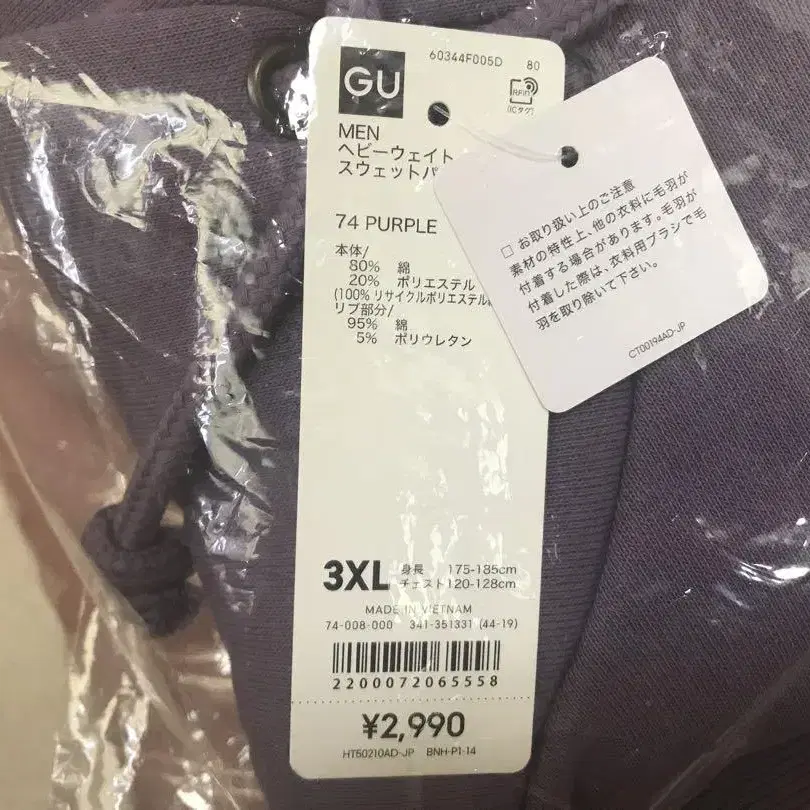 GU
60344F005D 80
RFID
(ICタグ)
MEN
ヘビーウェイト
スウェットパ
74 PURPLE
本体/
80% 綿
20% ポリエステル
(100% リサイクルポリエステル
リブ部分/
95% 綿
5% ポリウレタン
3XL 身長 175-185cm
チェスト120-128cm
MADE IN VIETNAM
74-008-000 341-351331 (44-19)
2200072065558
¥2,990
HT50210AD-JP BNH-P1-14
□ お取り扱い上のご注意
素材の特性上、他の衣料に毛羽が
付着する場合があります。毛羽が
付着した際は、衣料用ブラシで毛
羽を取り除いて下さい。
CT00194AD-JP